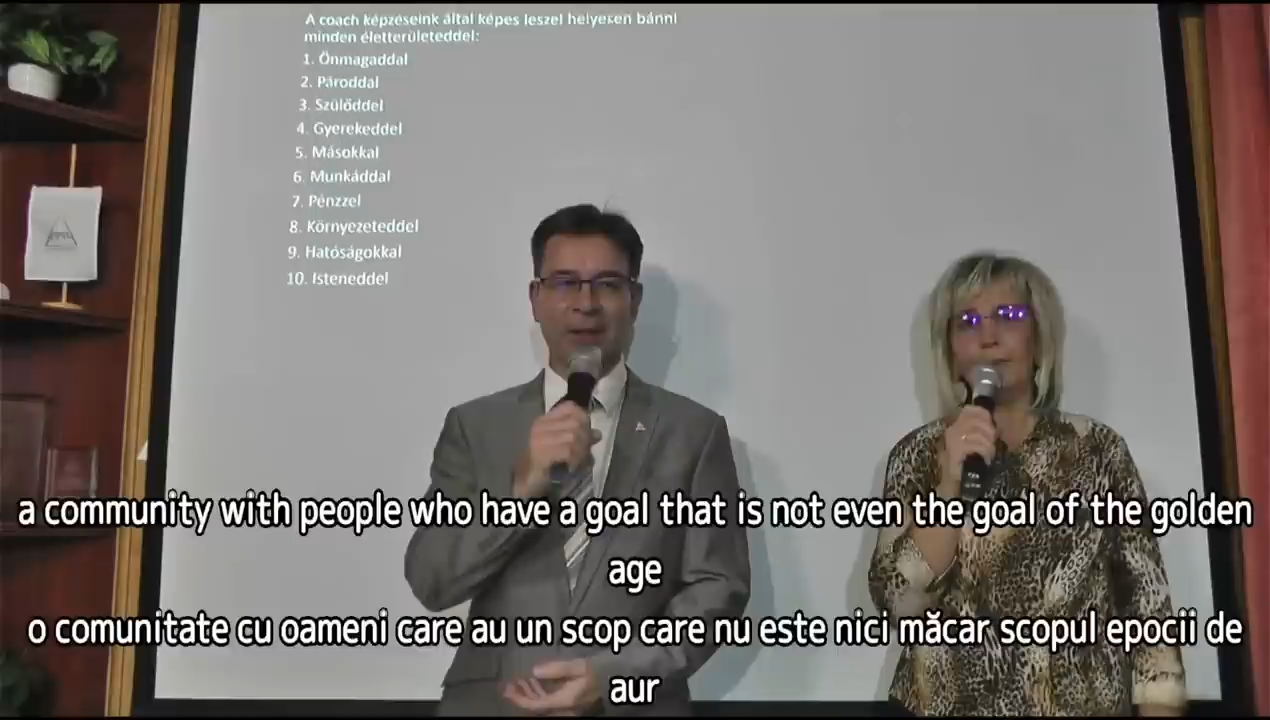 A coach képzéseink által képes leszel helyesen bánni
minden életterületeddel:
1. Önmagaddal
2. Pároddal
3. Szülőddel
4. Gyerekeddel
5. Másokkal
6. Munkáddal
7. Pénzzel
8. Környezeteddel
9. Hatóságokkal
10. Isteneddel
a community with people who have a goal that is not even the goal of the golden
age
o comunitate cu oameni care au un scop care nu este nici măcar scopul epocii de
aur